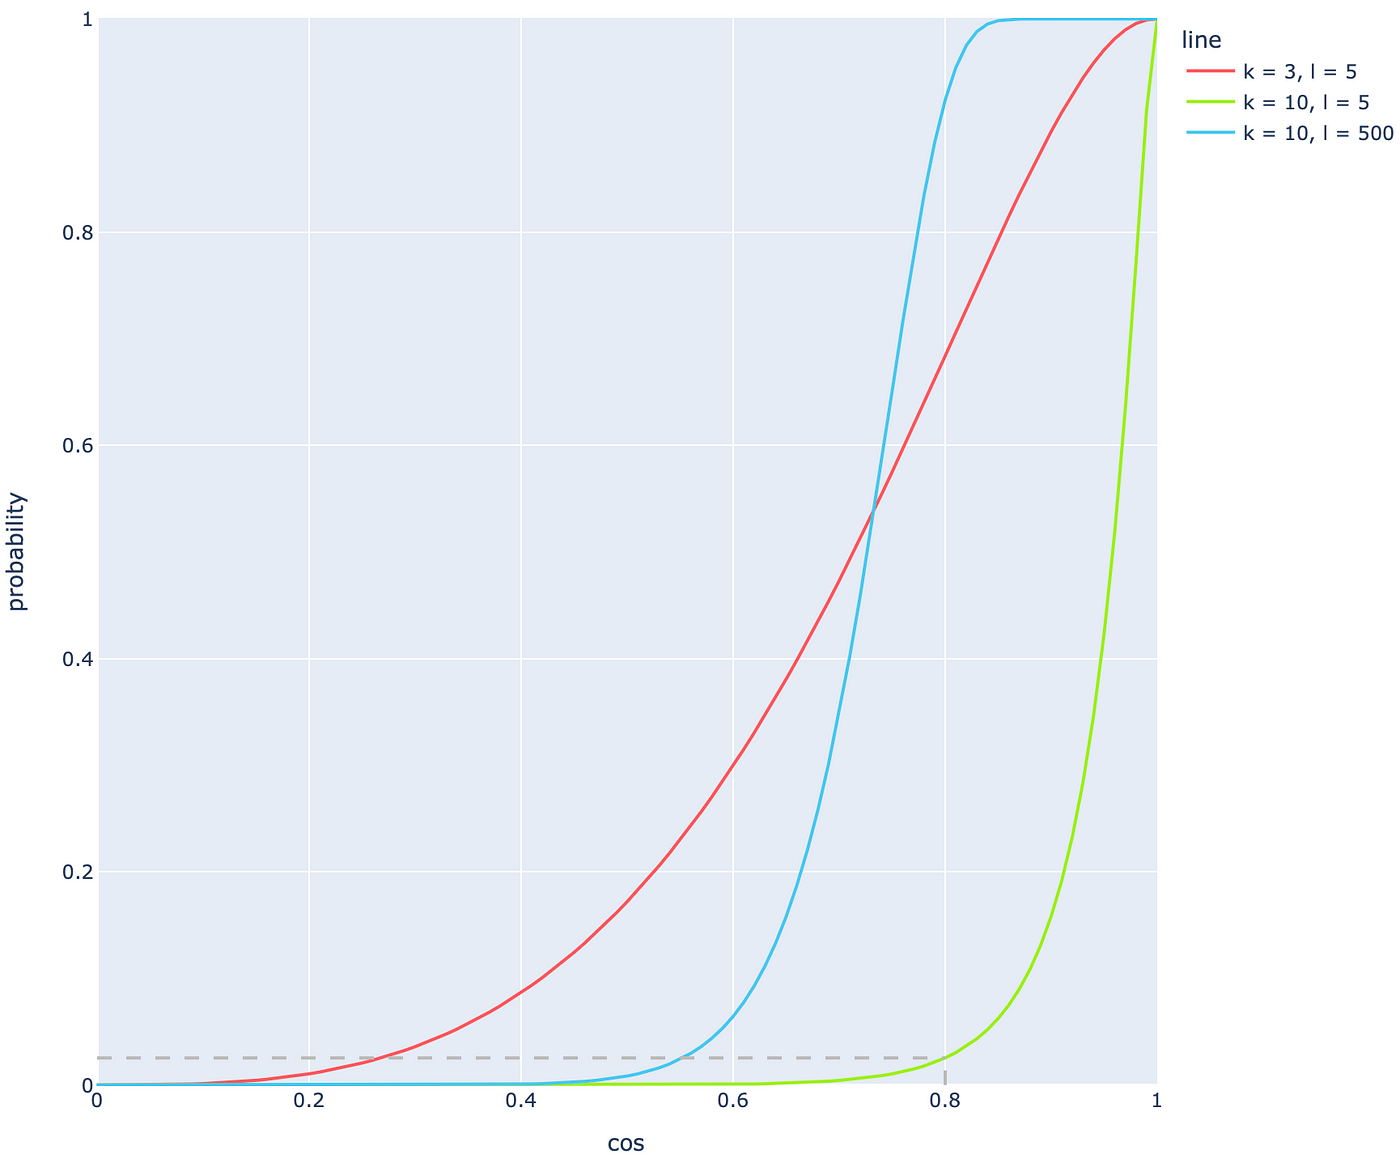 line
k = 3, l = 5
k = 10, l = 5
k = 10, l = 500
probability
1
0.8
0.6
0.4
0.2
0
0
0.2
0.4
0.6
0.8
1
cos